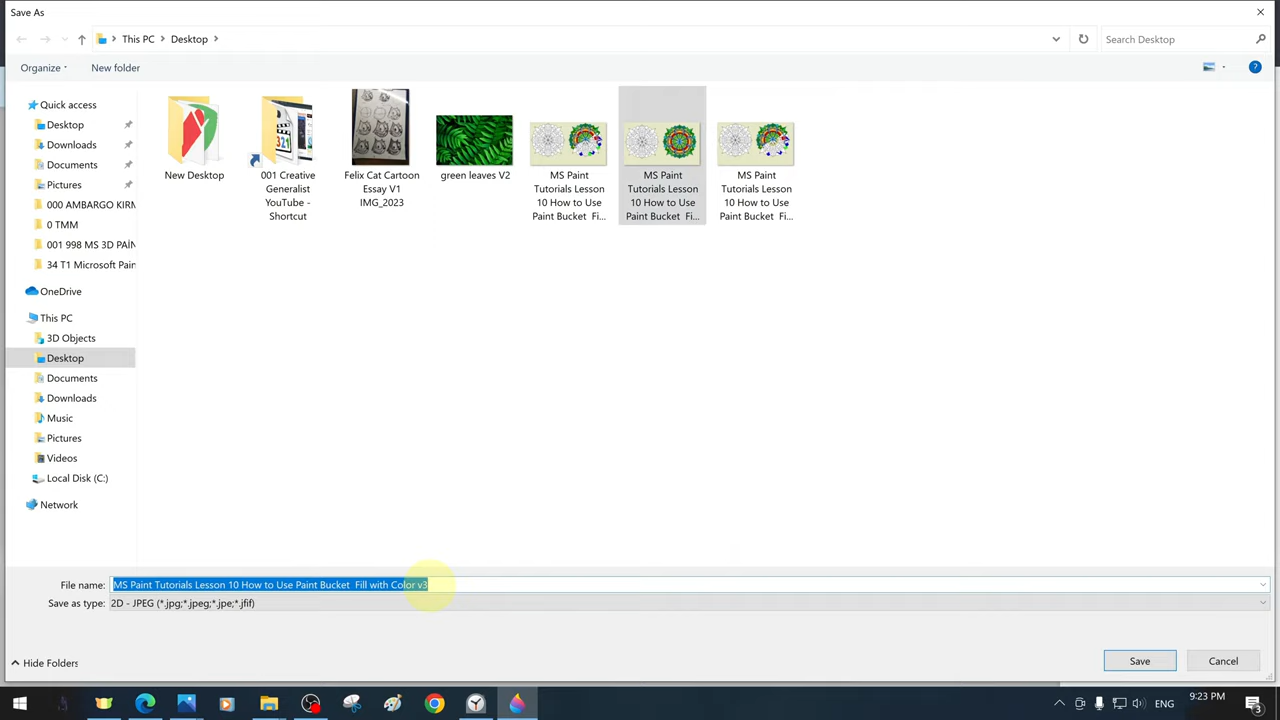 Save As
This PC
Desktop
Search Desktop
Organize
New folder
?
Quick access
Desktop
Downloads
Documents
Pictures
000 AMBARGO KIRM
0 TMM
001 998 MS 3D PAİN
34 T1 Microsoft Pain
OneDrive
This PC
3D Objects
Desktop
Documents
Downloads
Music
Pictures
Videos
Local Disk (C:)
Network
321
New Desktop
001 Creative
Generalist
YouTube -
Shortcut
Felix Cat Cartoon
Essay V1
IMG_2023
green leaves V2
MS Paint
Tutorials Lesson
10 How to Use
Paint Bucket Fi...
MS Paint
Tutorials Lesson
10 How to Use
Paint Bucket Fi...
MS Paint
Tutorials Lesson
10 How to Use
Paint Bucket Fi...
File name: MS Paint Tutorials Lesson 10 How to Use Paint Bucket  Fill with Color v3
Save as type: 2D - JPEG (*.jpg;*.jpeg;*.jpe;*.jfif)
Hide Folders
Save
Cancel
ENG
9:23 PM
3